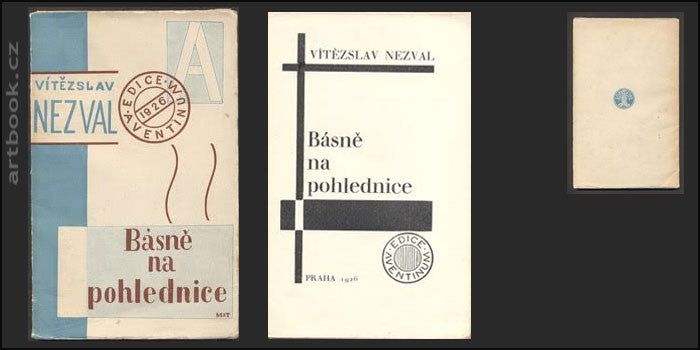 artbook.cz
VÍTĚZSLAV
NEZVAL
EDICE AVENTINUM
1926
A
Básně
na
pohlednice
MST
VÍTĚZSLAV NEZVAL
Básně
na
pohlednice
EDICE AVENTINUM
PRAHA 1926